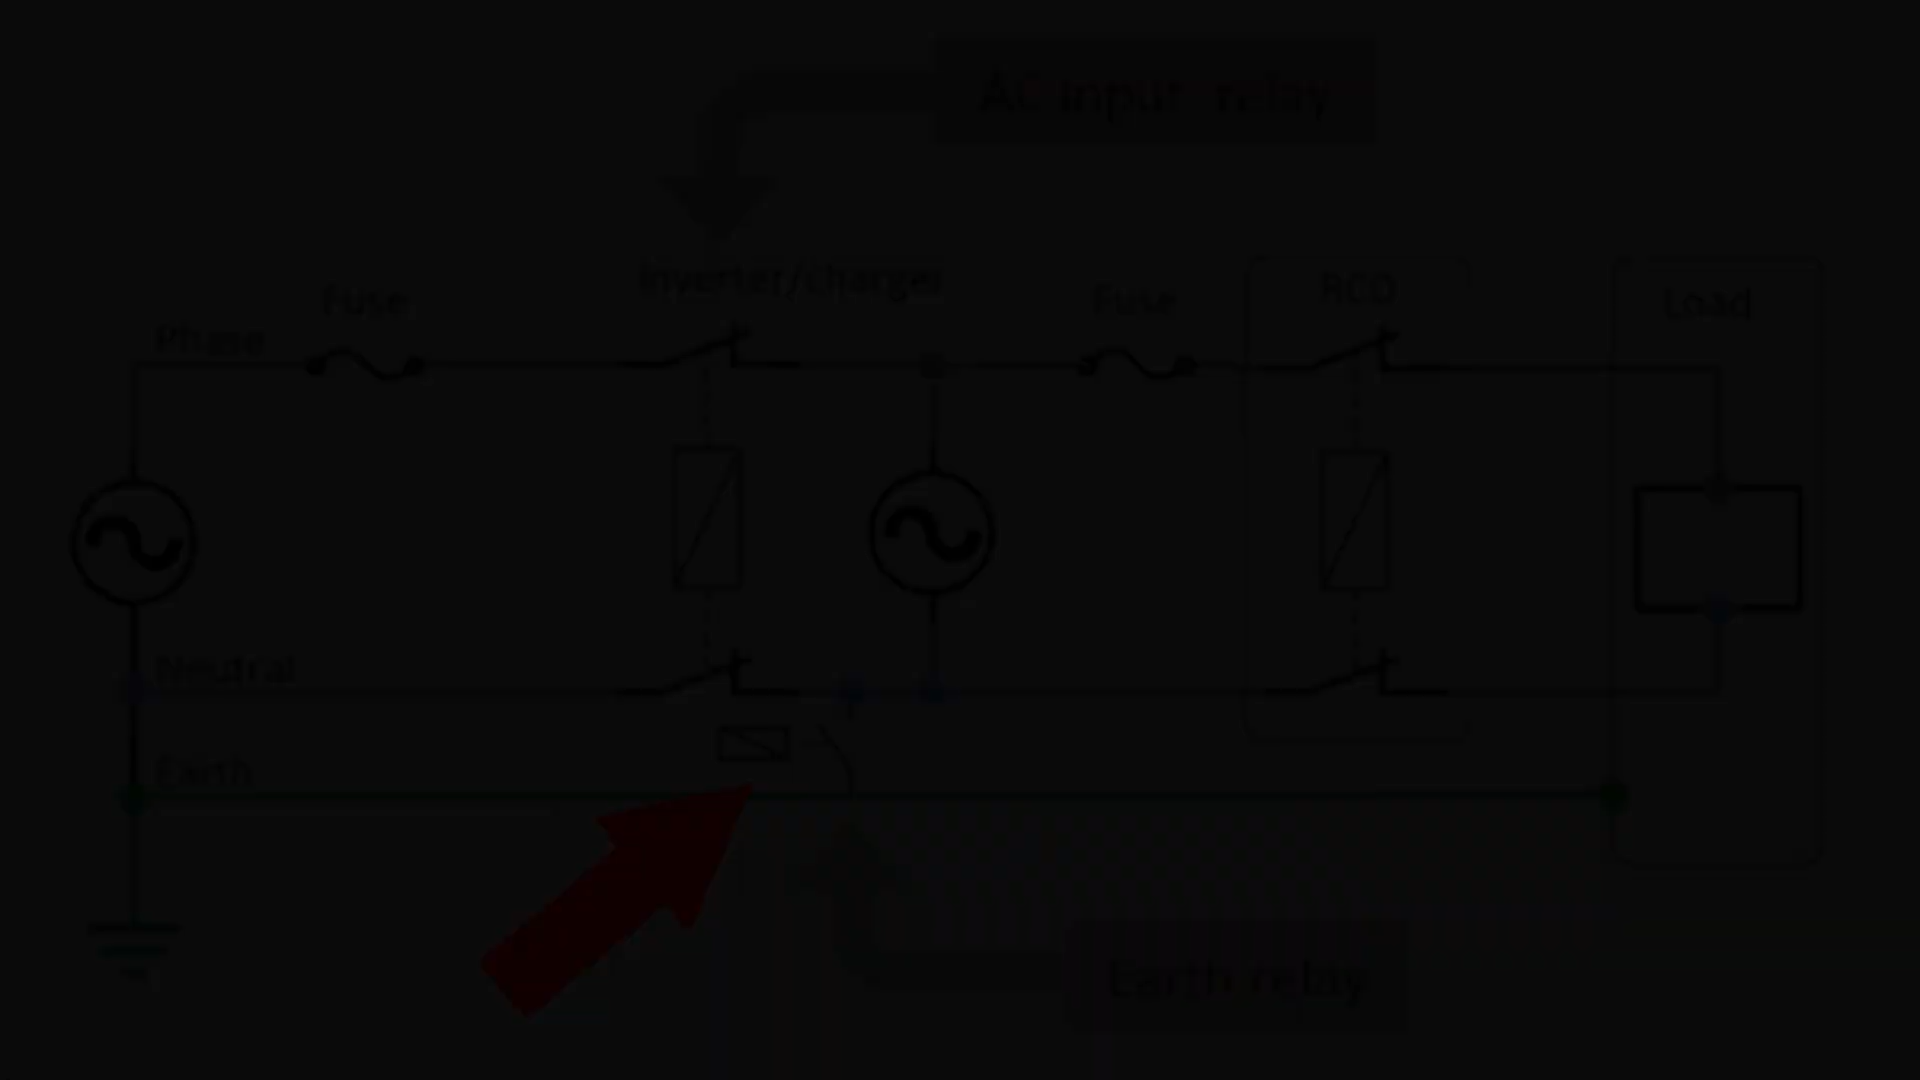 AC input relay
Inverter/charger
Fuse
Fuse
RCD
Load
Phase
Neutral
Earth
Earth relay